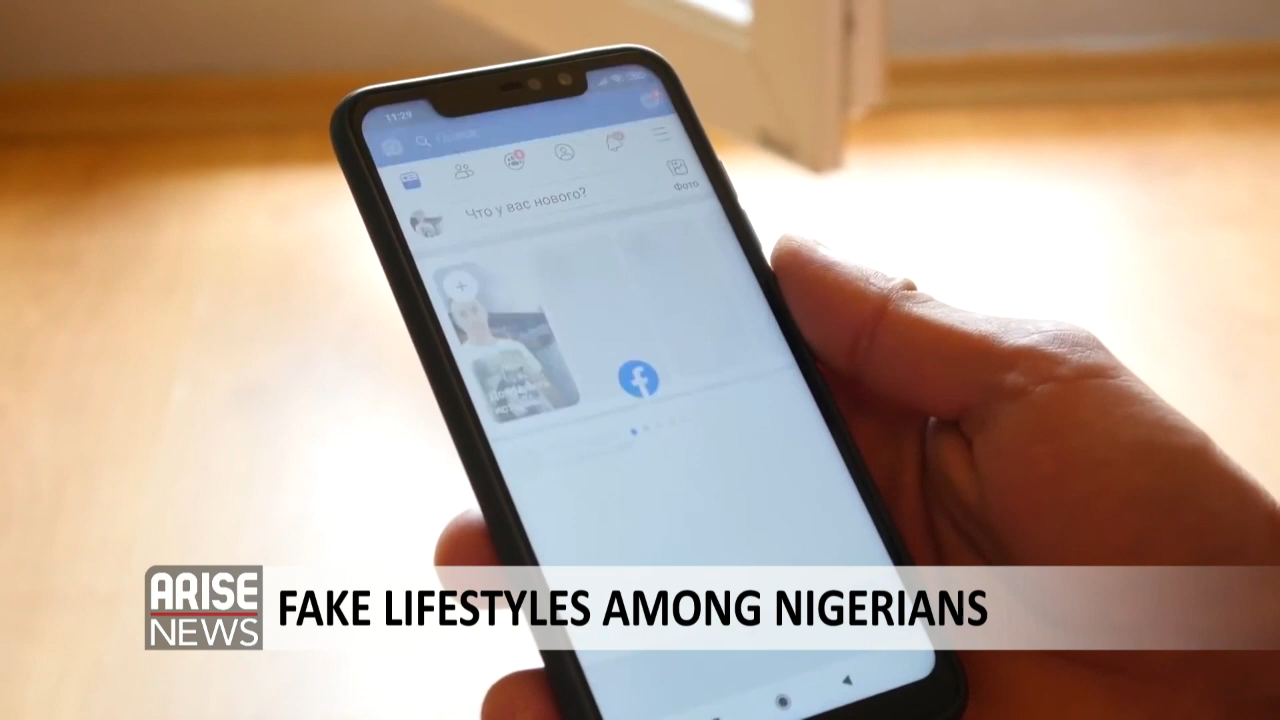 11:29
Что у вас нового?
Фото
ARISE
NEWS
FAKE LIFESTYLES AMONG NIGERIANS